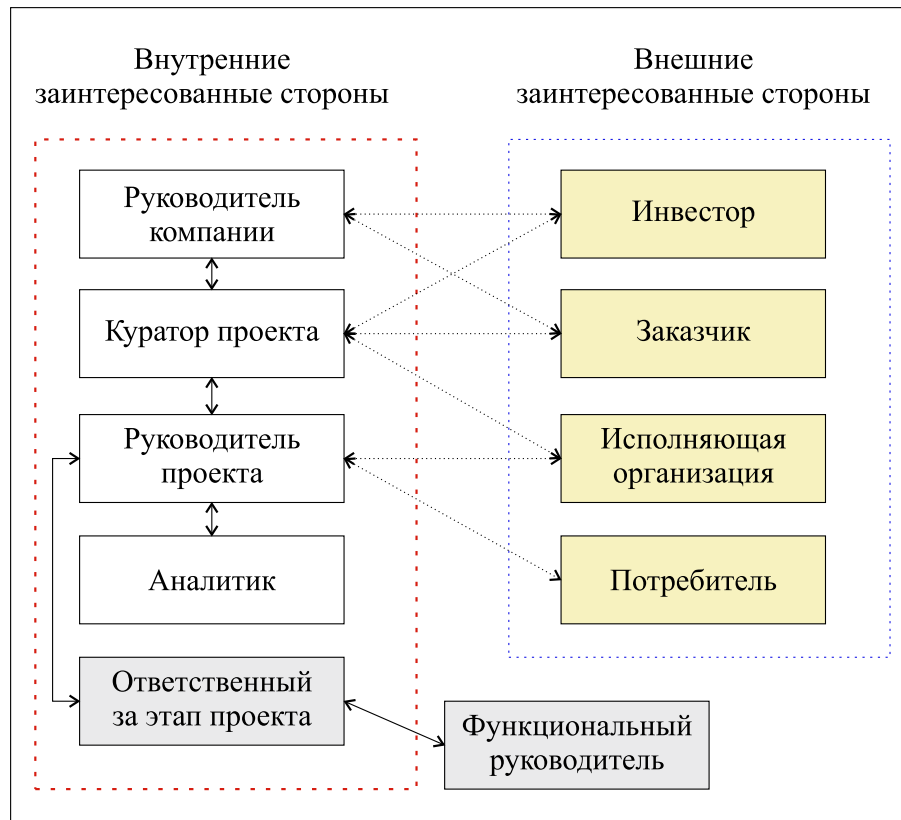 Внутренние
заинтересованные стороны
Внешние
заинтересованные стороны
Руководитель
компании
Инвестор
Куратор проекта
Заказчик
Руководитель
проекта
Исполняющая
организация
Аналитик
Потребитель
Ответственный
за этап проекта
Функциональный
руководитель